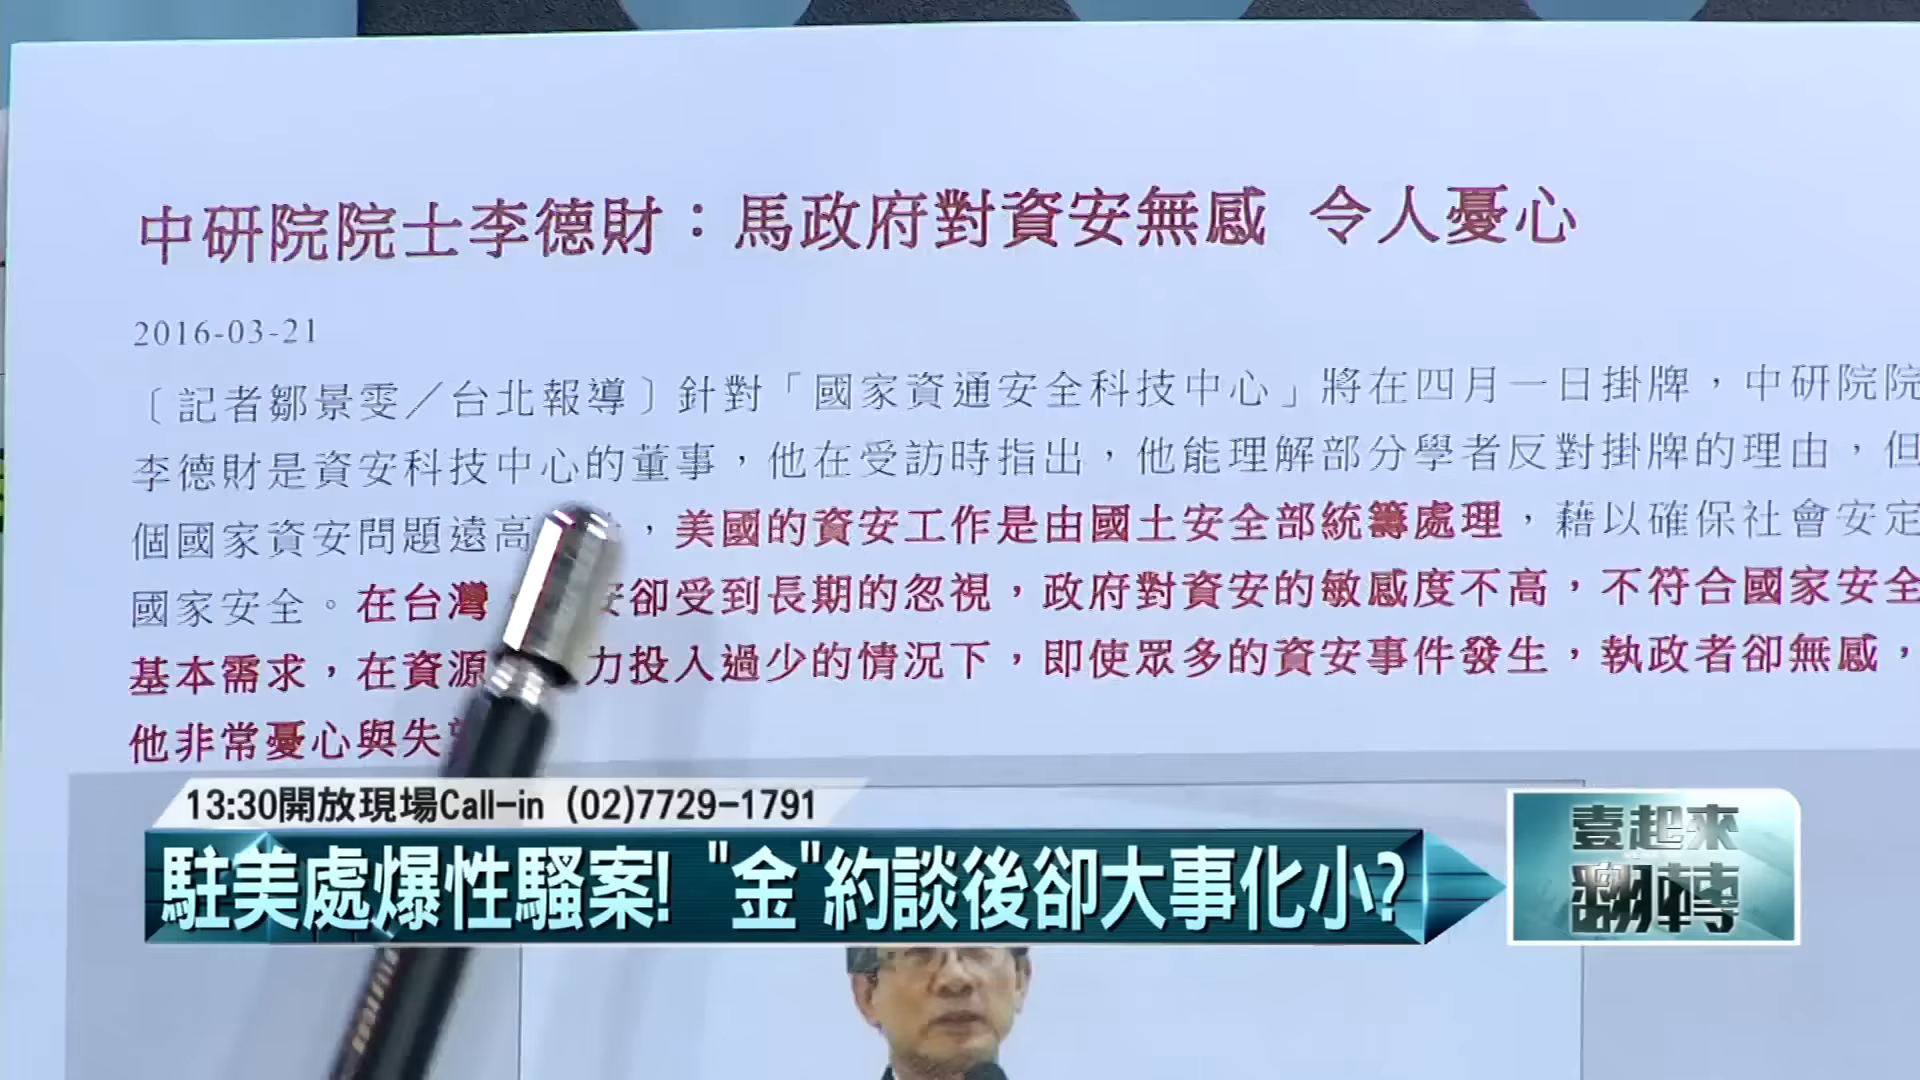 中研院院士李德財：馬政府對資安無感 令人憂心
2016-03-21
〔記者鄒景雯／台北報導〕針對「國家資通安全科技中心」將在四月一日掛牌，中研院院
李德財是資安科技中心的董事，他在受訪時指出，他能理解部分學者反對掛牌的理由，但
個國家資安問題遠高，美國的資安工作是由國土安全部統籌處理，藉以確保社會安定
國家安全。在台灣安卻受到長期的忽視，政府對資安的敏感度不高，不符合國家安全
基本需求，在資源力投入過少的情況下，即使眾多的資安事件發生，執政者卻無感，
他非常憂心與失
13:30開放現場Call-in (02)7729-1791
駐美處爆性騷案! "金"約談後卻大事化小?
壹起來
翻轉